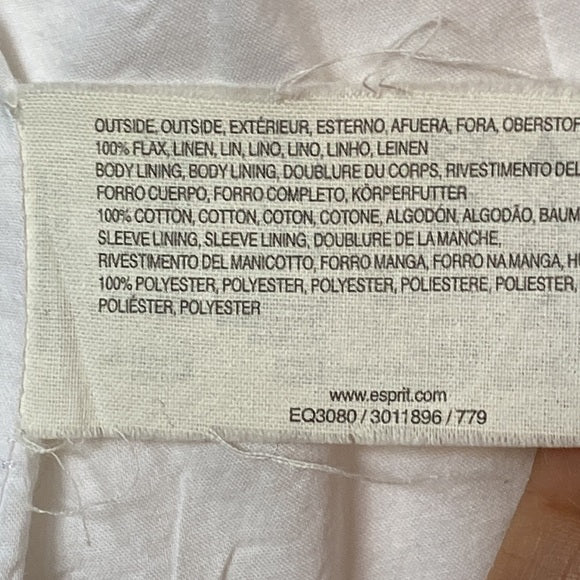 OUTSIDE, OUTSIDE, EXTÉRIEUR, ESTERNO, AFUERA, FORA, OBERSTOF
100% FLAX, LINEN, LIN, LINO, LINO, LINHO, LEINEN
BODY LINING, BODY LINING, DOUBLURE DU CORPS, RIVESTIMENTO DEL
FORRO CUERPO, FORRO COMPLETO, KÖRPERFUTTER
100% COTTON, COTTON, COTON, COTONE, ALGODÓN, ALGODÃO, BAUM
SLEEVE LINING, SLEEVE LINING, DOUBLURE DE LA MANCHE,
RIVESTIMENTO DEL MANICOTTO, FORRO MANGA, FORRO NA MANGA, H
100% POLYESTER, POLYESTER, POLYESTER, POLIESTERE, POLIESTER,
POLIÉSTER, POLYESTER
www.esprit.com
EQ3080 / 3011896 / 779